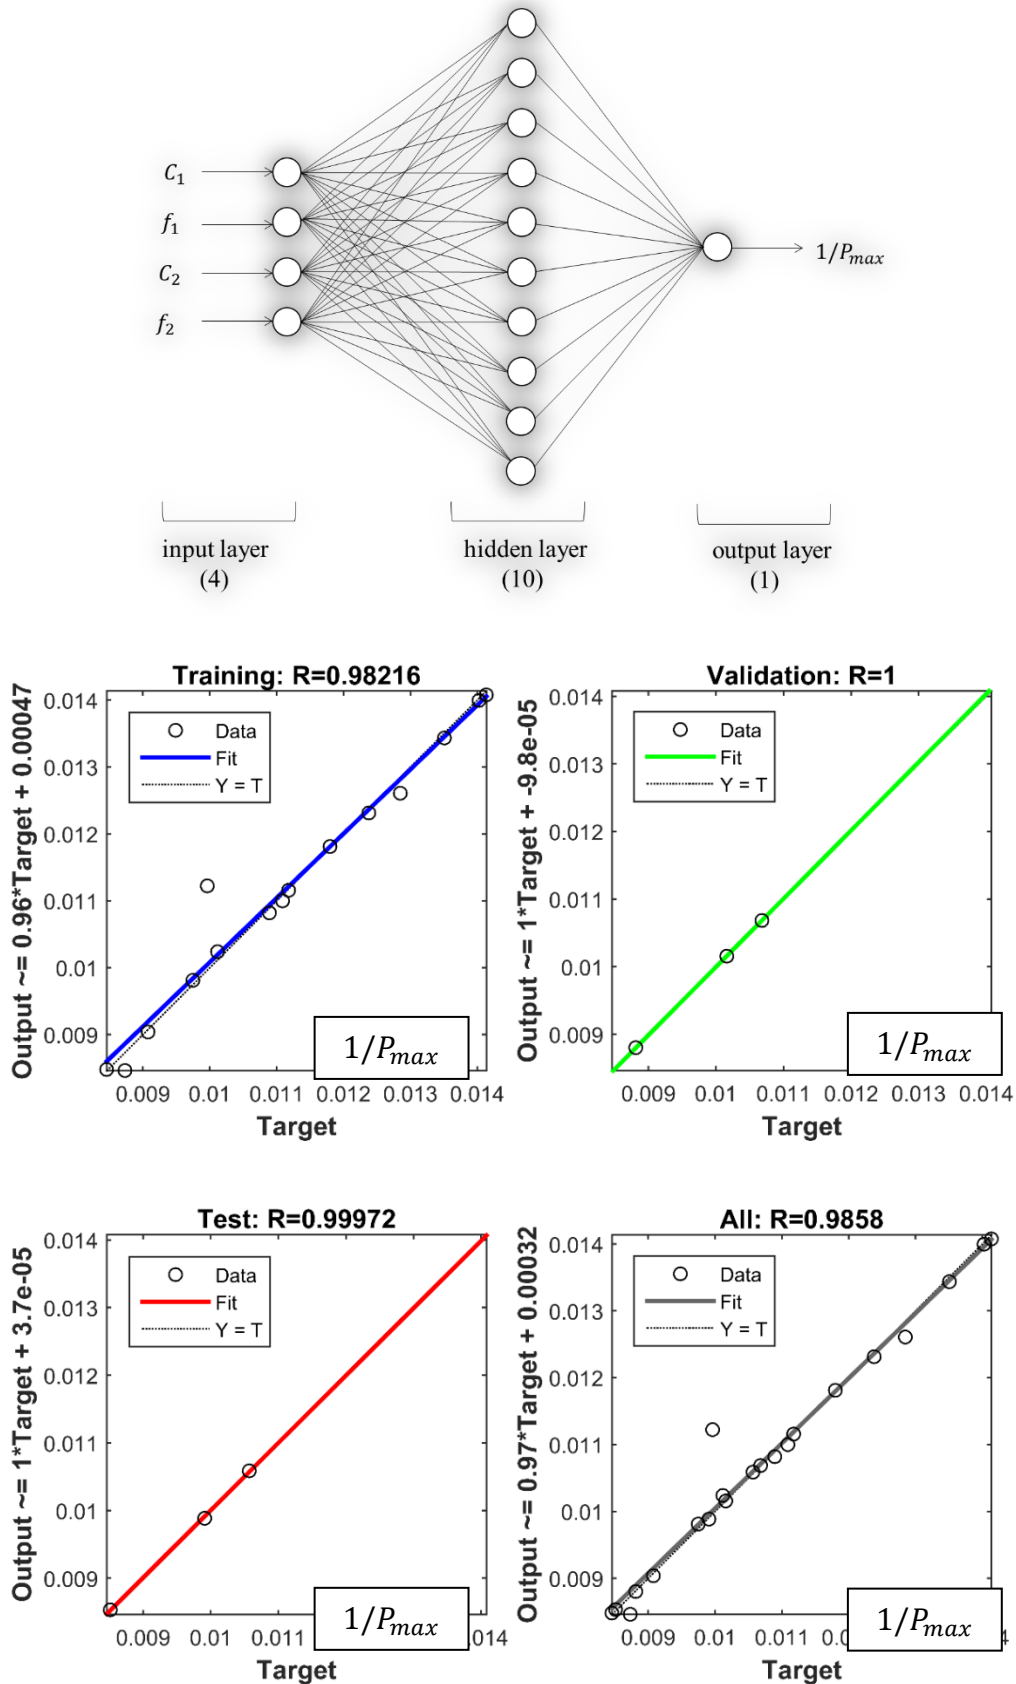 C₁
f₁
C₂
f₂
1/Pmax
input layer
(4)
hidden layer
(10)
output layer
(1)
Training: R=0.98216
Output ~= 0.96*Target + 0.00047
0.014
0.013
0.012
0.011
0.01
0.009
Data
Fit
Y = T
1/Pmax
0.009 0.01 0.011 0.012 0.013 0.014
Target
Validation: R=1
Output ~= 1*Target + -9.8e-05
0.014
0.013
0.012
0.011
0.01
0.009
Data
Fit
Y = T
1/Pmax
0.009 0.01 0.011 0.012 0.013 0.014
Target
Test: R=0.99972
Output ~= 1*Target + 3.7e-05
0.014
0.013
0.012
0.011
0.01
0.009
Data
Fit
Y = T
1/Pmax
0.009 0.01 0.011 014
Target
All: R=0.9858
Output ~= 0.97*Target + 0.00032
0.014
0.013
0.012
0.011
0.01
0.009
Data
Fit
Y = T
1/Pmax
0.009 0.01 0.011 0. 4
Target